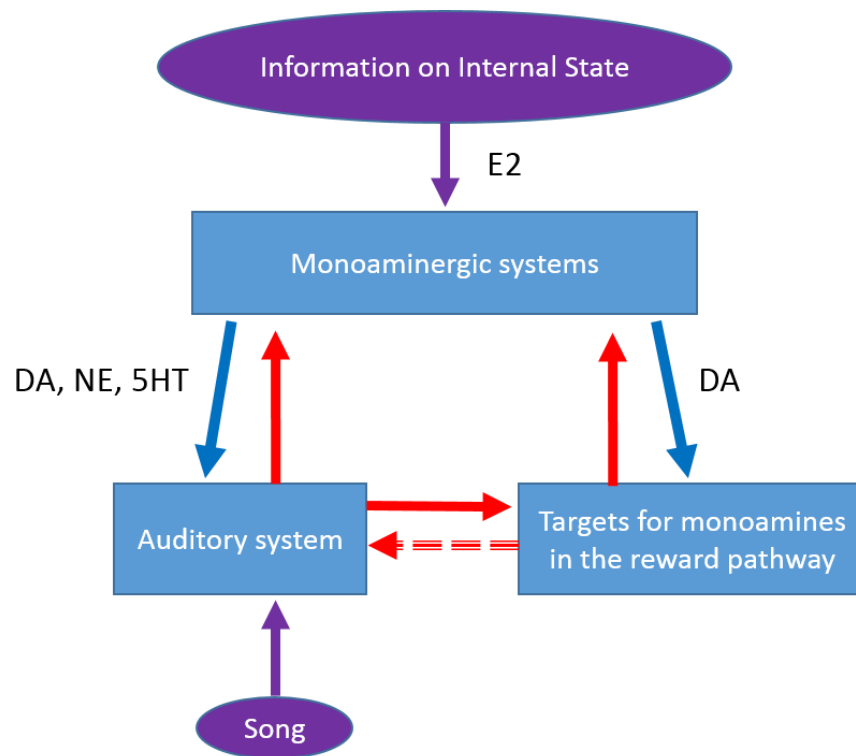 Information on Internal State
E2
Monoaminergic systems
DA, NE, 5HT
DA
Auditory system
Targets for monoamines
in the reward pathway
Song